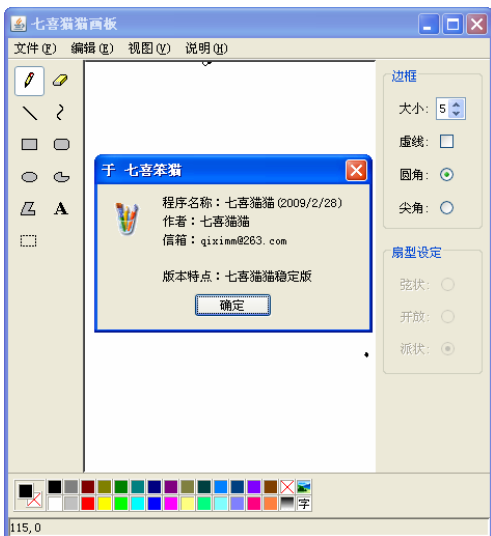 七喜猫猫画板
文件(F) 编辑(E) 视图(V) 说明(H)
边框
大小: 5
虚线:
圆角:
尖角:
A
扇型设定
弦状:
开放:
派状:
于 七喜笨猫
程序名称：七喜猫猫(2009/2/28)
作者：七喜猫猫
信箱：qiximm@263.com
版本特点：七喜猫猫稳定版
确定
字
115, 0